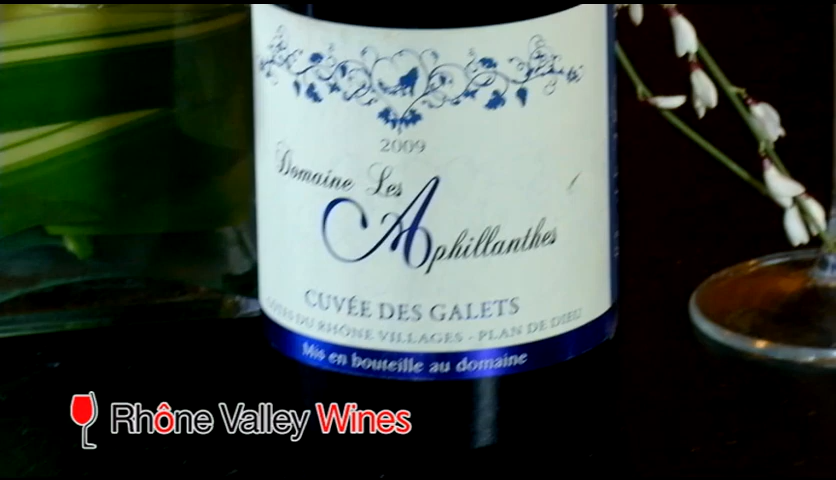 2009
Domaine Les
Aphillanthes
CUVÉE DES GALETS
CÔTES DU RHÔNE VILLAGES - PLAN DE DIEU
Mis en bouteille au domaine
Rhône Valley Wines